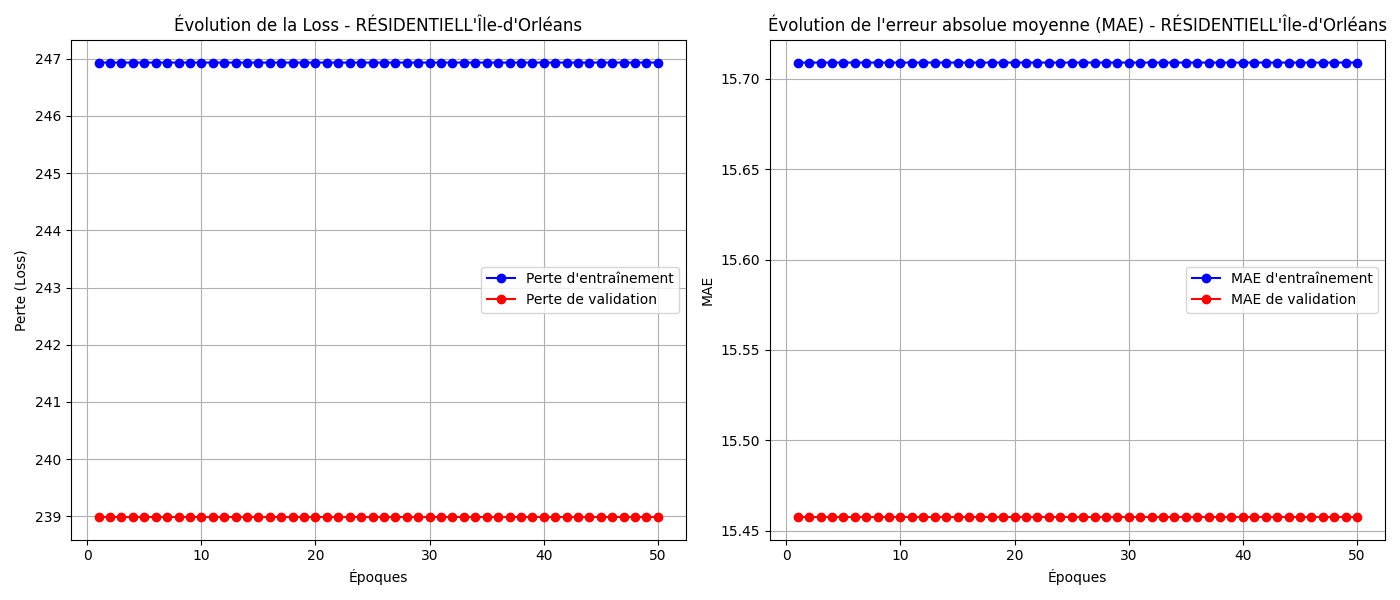 Évolution de la Loss - RÉSIDENTIELL'Île-d'Orléans
247
246
245
244
243
242
241
240
239
Perte (Loss)
Perte d'entraînement
Perte de validation
0 10 20 30 40 50
Époques
Évolution de l'erreur absolue moyenne (MAE) - RÉSIDENTIELL'Île-d'Orléans
15.70
15.65
15.60
15.55
15.50
15.45
MAE
MAE d'entraînement
MAE de validation
0 10 20 30 40 50
Époques